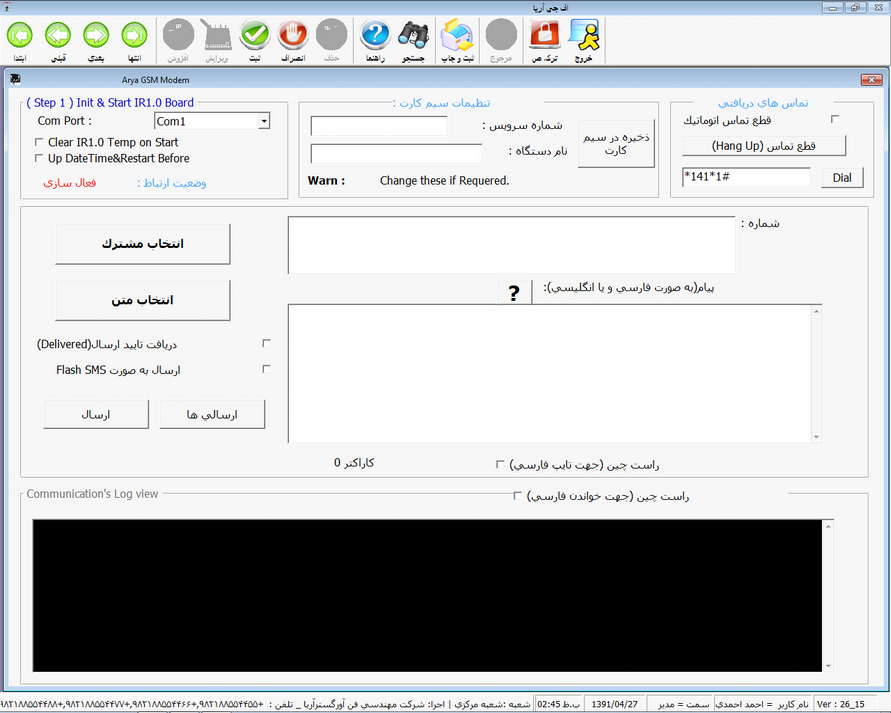 اف جي آريا
ابتدا
قبلي
بعدي
انتها
افزودن
ويرايش
ثبت
انصراف
حذف
راهنما
جستجو
ثبت و چاپ
مرجوع
ترک ص
خروج
Arya GSM Modem
( Step 1 ) Init & Start IR1.0 Board
Com Port :
Com1
Clear IR1.0 Temp on Start
Up DateTime&Restart Before
وضعيت ارتباط :
فعال سازي
تنظيمات سيم کارت :
شماره سرويس :
نام دستگاه :
ذخيره در سيم
کارت
Warn :
Change these if Requered.
تماس هاي دريافتي
قطع تماس اتوماتيك
قطع تماس (Hang Up)
*141*1#
Dial
شماره :
انتخاب مشترك
انتخاب متن
پيام(به صورت فارسي و يا انگليسي):
?
دريافت تاييد ارسال(Delivered)
ارسال به صورت Flash SMS
ارسال
ارسالي ها
0 کاراکتر
راست چين (جهت تايپ فارسي)
Communication's Log view
راست چين (جهت خواندن فارسي)
شعبه :شعبه مرکزي | اجرا: شرکت مهندسي فن آورگسترآريا _ تلفن : +۹۸۲۱۸۸۵۵۴۴۵۵,+۹۸۲۱۸۸۵۵۴۴۶۶,+۹۸۲۱۸۸۵۵۴۴۷۷,+۹۸۲۱۸۸۵۵۴۴۸۸
02:45 ب.ظ
1391/04/27
سمت = مدير
نام کاربر = احمد احمدي
Ver : 26_15